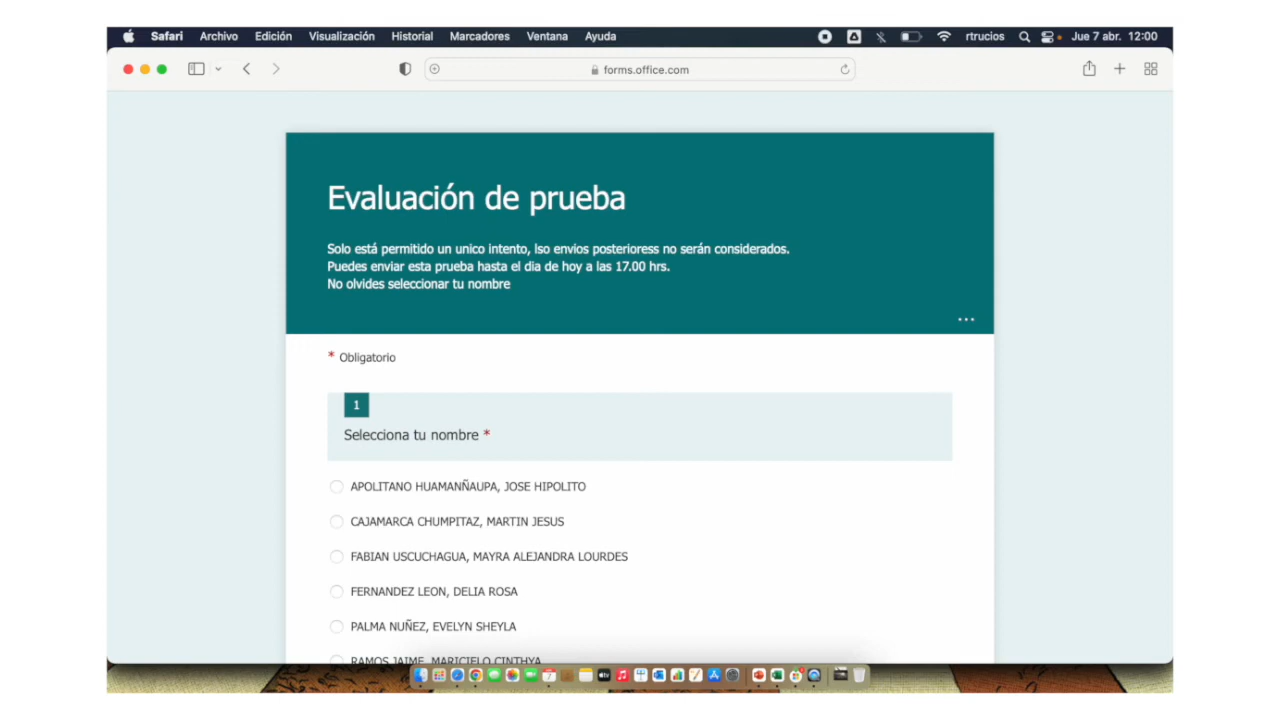 Safari Archivo Edición Visualización Historial Marcadores Ventana Ayuda rtrucios Jue 7 abr. 12:00
forms.office.com
Evaluación de prueba
Solo está permitido un unico intento, lso envios posterioress no serán considerados.
Puedes enviar esta prueba hasta el dia de hoy a las 17.00 hrs.
No olvides seleccionar tu nombre
* Obligatorio
1
Selecciona tu nombre *
APOLITANO HUAMANÑAUPA, JOSE HIPOLITO
CAJAMARCA CHUMPITAZ, MARTIN JESUS
FABIAN USCUCHAGUA, MAYRA ALEJANDRA LOURDES
FERNANDEZ LEON, DELIA ROSA
PALMA NUÑEZ, EVELYN SHEYLA
RAMOS JAIME, MARICIELO CINTHYA